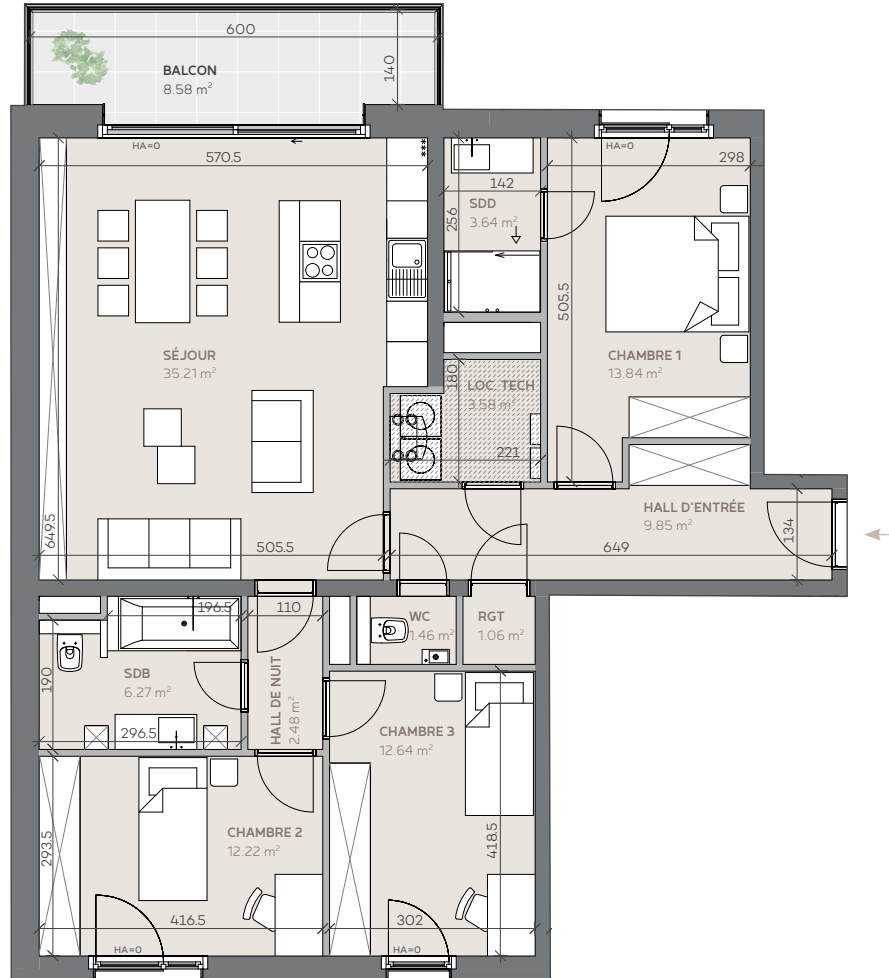 600
140
BALCON
8.58 m²
HA=0
570.5
***
142
SDD
3.64 m²
256
HA=0
298
505.5
SÉJOUR
35.21 m²
180
LOC. TECH
3.58 m²
221
CHAMBRE 1
13.84 m²
HALL D'ENTRÉE
9.85 m²
134
649.5
505.5
649
196.5
110
WC
1.46 m²
RGT
1.06 m²
SDB
6.27 m²
190
296.5
HALL DE NUIT
2.48 m²
CHAMBRE 3
12.64 m²
418.5
293.5
CHAMBRE 2
12.22 m²
416.5
302
HA=0
HA=0